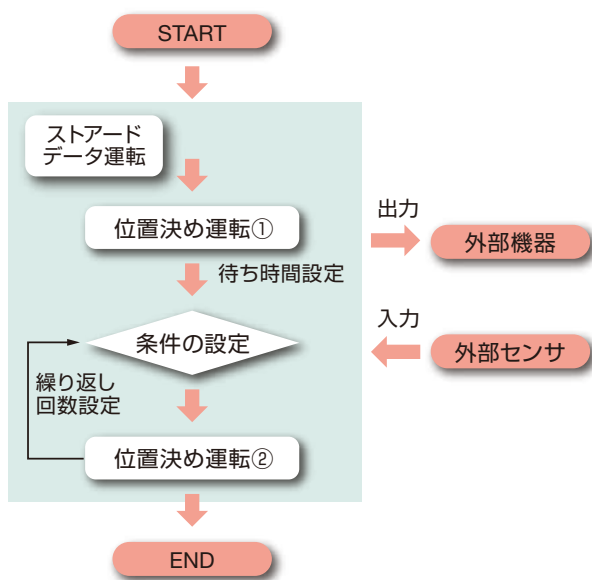 START
ストアード
データ運転
位置決め運転①
出力
外部機器
待ち時間設定
入力
条件の設定
外部センサ
繰り返し
回数設定
位置決め運転②
END